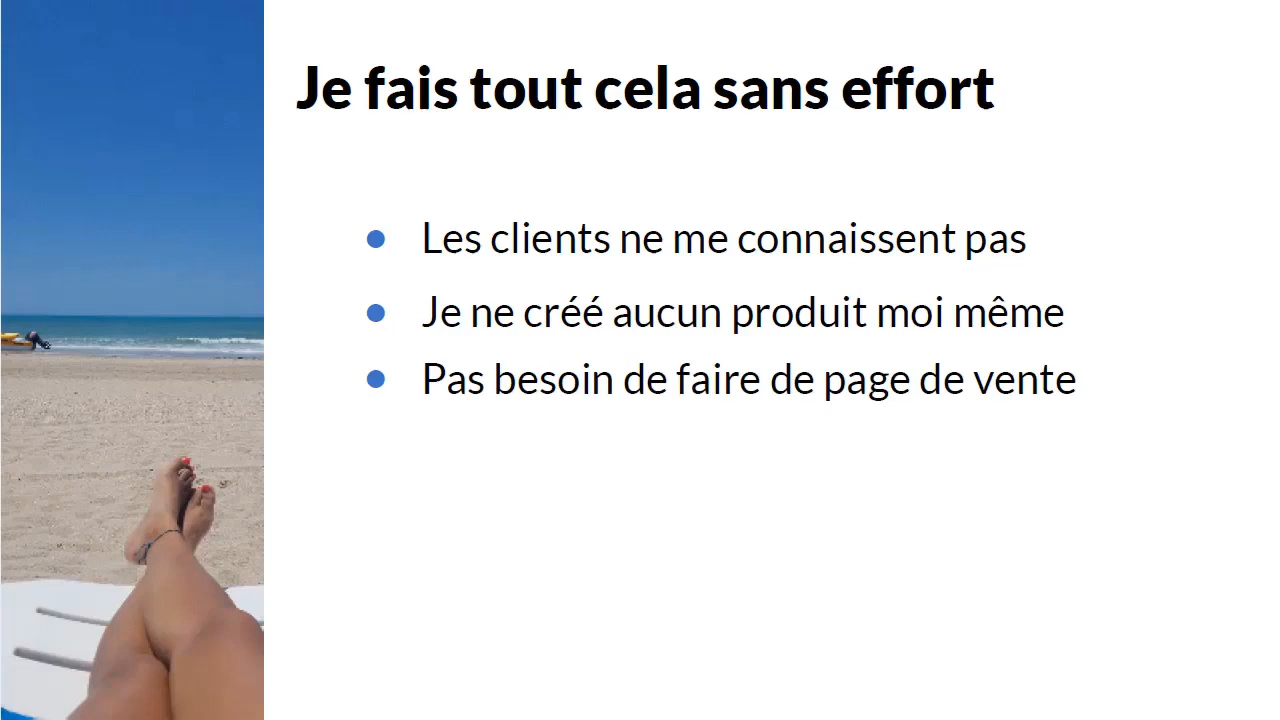 Je fais tout cela sans effort
● Les clients ne me connaissent pas
● Je ne créé aucun produit moi même
● Pas besoin de faire de page de vente